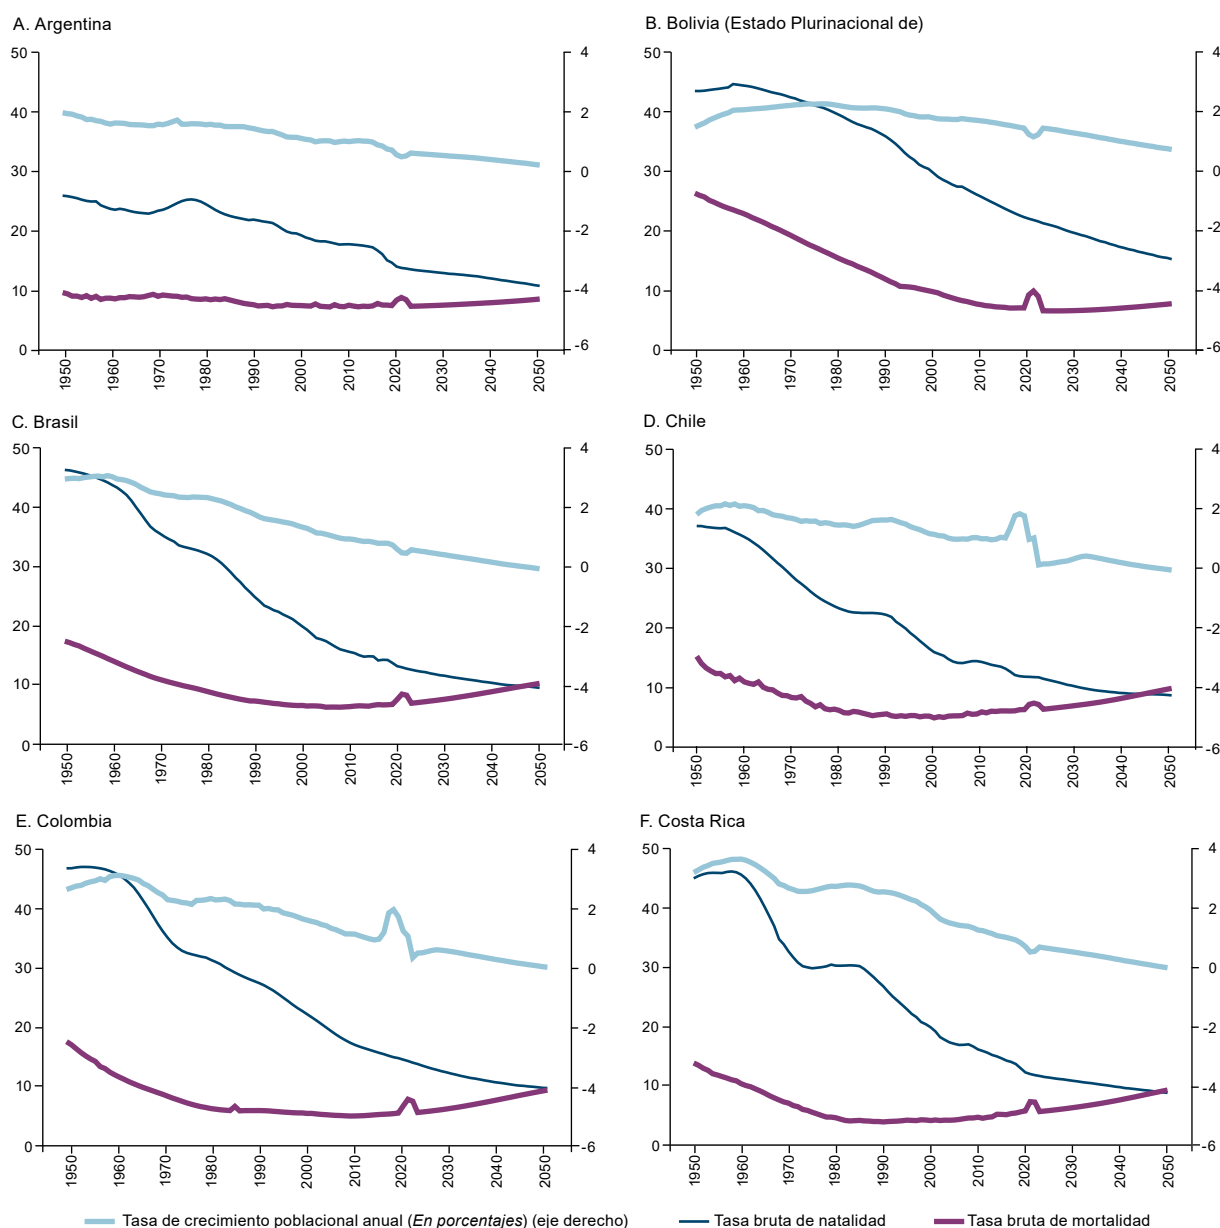 A. Argentina
B. Bolivia (Estado Plurinacional de)
50 4
40 2
30 0
20 -2
10 -4
0 -6
1950 1960 1970 1980 1990 2000 2010 2020 2030 2040 2050
50 4
40 2
30 0
20 -2
10 -4
0 -6
1950 1960 1970 1980 1990 2000 2010 2020 2030 2040 2050
C. Brasil
D. Chile
50 4
40 2
30 0
20 -2
10 -4
0 -6
1950 1960 1970 1980 1990 2000 2010 2020 2030 2040 2050
50 4
40 2
30 0
20 -2
10 -4
0 -6
1950 1960 1970 1980 1990 2000 2010 2020 2030 2040 2050
E. Colombia
F. Costa Rica
50 4
40 2
30 0
20 -2
10 -4
0 -6
1950 1960 1970 1980 1990 2000 2010 2020 2030 2040 2050
50 4
40 2
30 0
20 -2
10 -4
0 -6
1950 1960 1970 1980 1990 2000 2010 2020 2030 2040 2050
Tasa de crecimiento poblacional anual (En porcentajes) (eje derecho) Tasa bruta de natalidad Tasa bruta de mortalidad